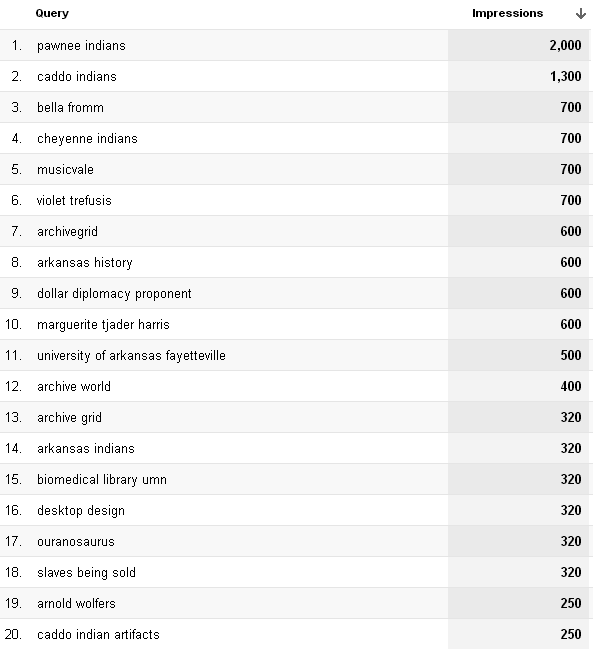 Query Impressions
1. pawnee indians 2,000
2. caddo indians 1,300
3. bella fromm 700
4. cheyenne indians 700
5. musicvale 700
6. violet trefusis 700
7. archivegrid 600
8. arkansas history 600
9. dollar diplomacy proponent 600
10. marguerite tjader harris 600
11. university of arkansas fayetteville 500
12. archive world 400
13. archive grid 320
14. arkansas indians 320
15. biomedical library umn 320
16. desktop design 320
17. ouranosaurus 320
18. slaves being sold 320
19. arnold wolfers 250
20. caddo indian artifacts 250